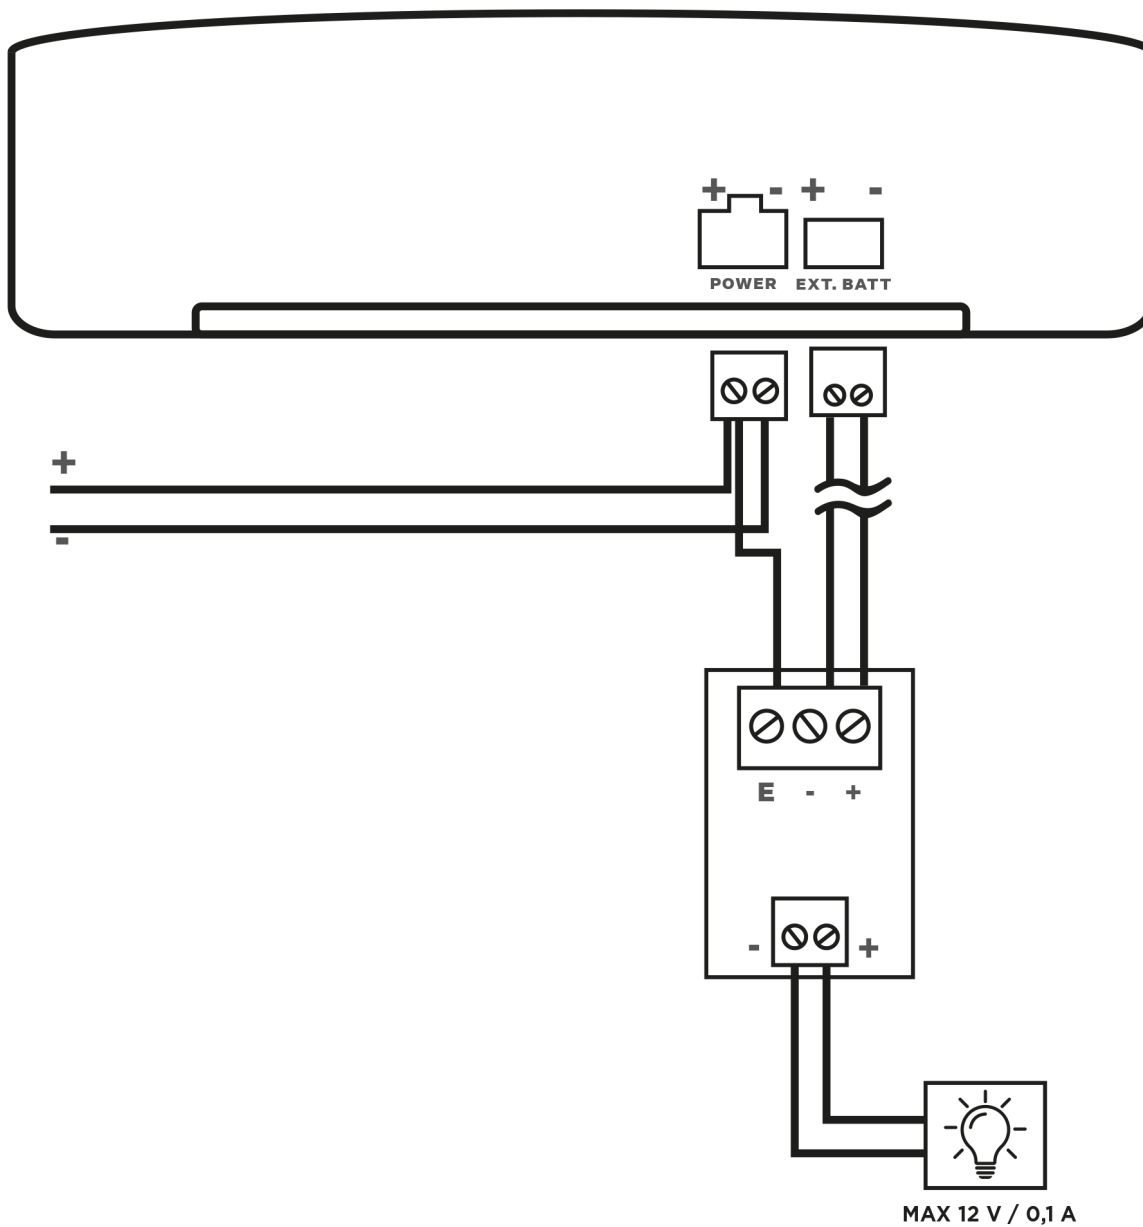 + - + -
POWER EXT. BATT
+
-
E - +
- +
MAX 12 V / 0,1 A